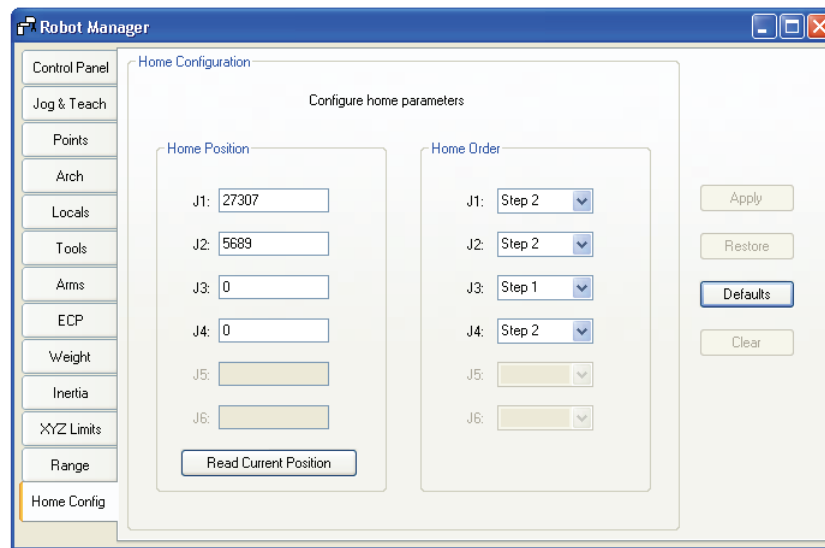 Robot Manager
Control Panel
Jog & Teach
Points
Arch
Locals
Tools
Arms
ECP
Weight
Inertia
XYZ Limits
Range
Home Config
Home Configuration
Configure home parameters
Home Position
J1: 27307
J2: 5689
J3: 0
J4: 0
J5:
J6:
Read Current Position
Home Order
J1: Step 2
J2: Step 2
J3: Step 1
J4: Step 2
J5:
J6:
Apply
Restore
Defaults
Clear